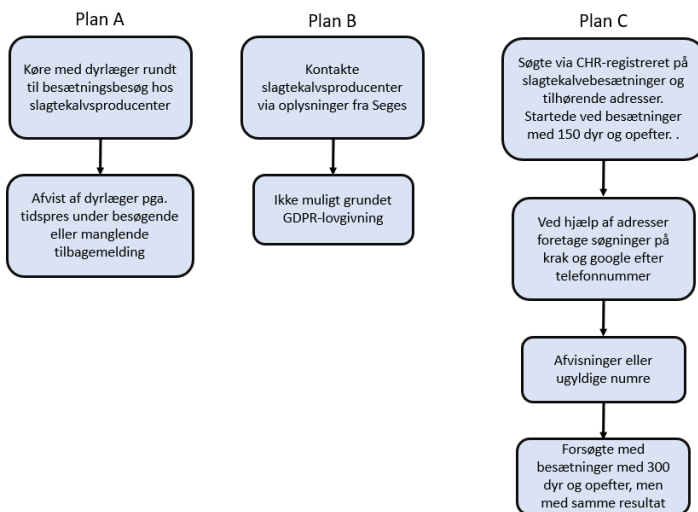 Plan A
Køre med dyrlæger rundt
til besætningsbesøg hos
slagtekalvsproducenter
Afvist af dyrlæger pga.
tidspres under besøgende
eller manglende
tilbagemelding
Plan B
Kontakte
slagtekalvsproducenter
via oplysninger fra Seges
Ikke muligt grundet
GDPR-lovgivning
Plan C
Søgte via CHR-registreret på
slagtekalvebesætninger og
tilhørende adresser.
Startede ved besætninger
med 150 dyr og opefter. .
Ved hjælp af adresser
foretage søgninger på
krak og google efter
telefonnummer
Afvisninger eller
ugyldige numre
Forsøgte med
besætninger med 300
dyr og opefter, men
med samme resultat